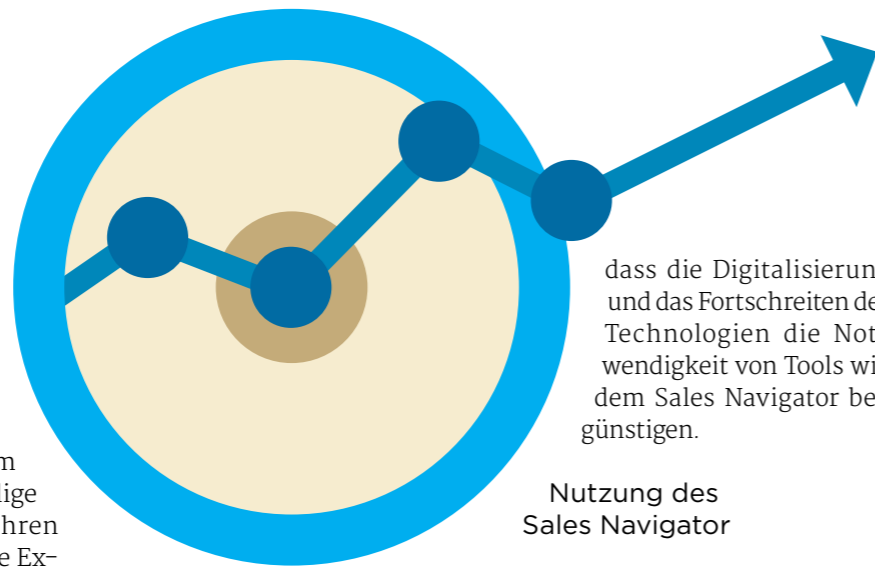 dass die Digitalisierun
und das Fortschreiten de
Technologien die Not
wendigkeit von Tools wi
dem Sales Navigator be
günstigen.
Nutzung des
Sales Navigator
m
lige
hren
e Ex-